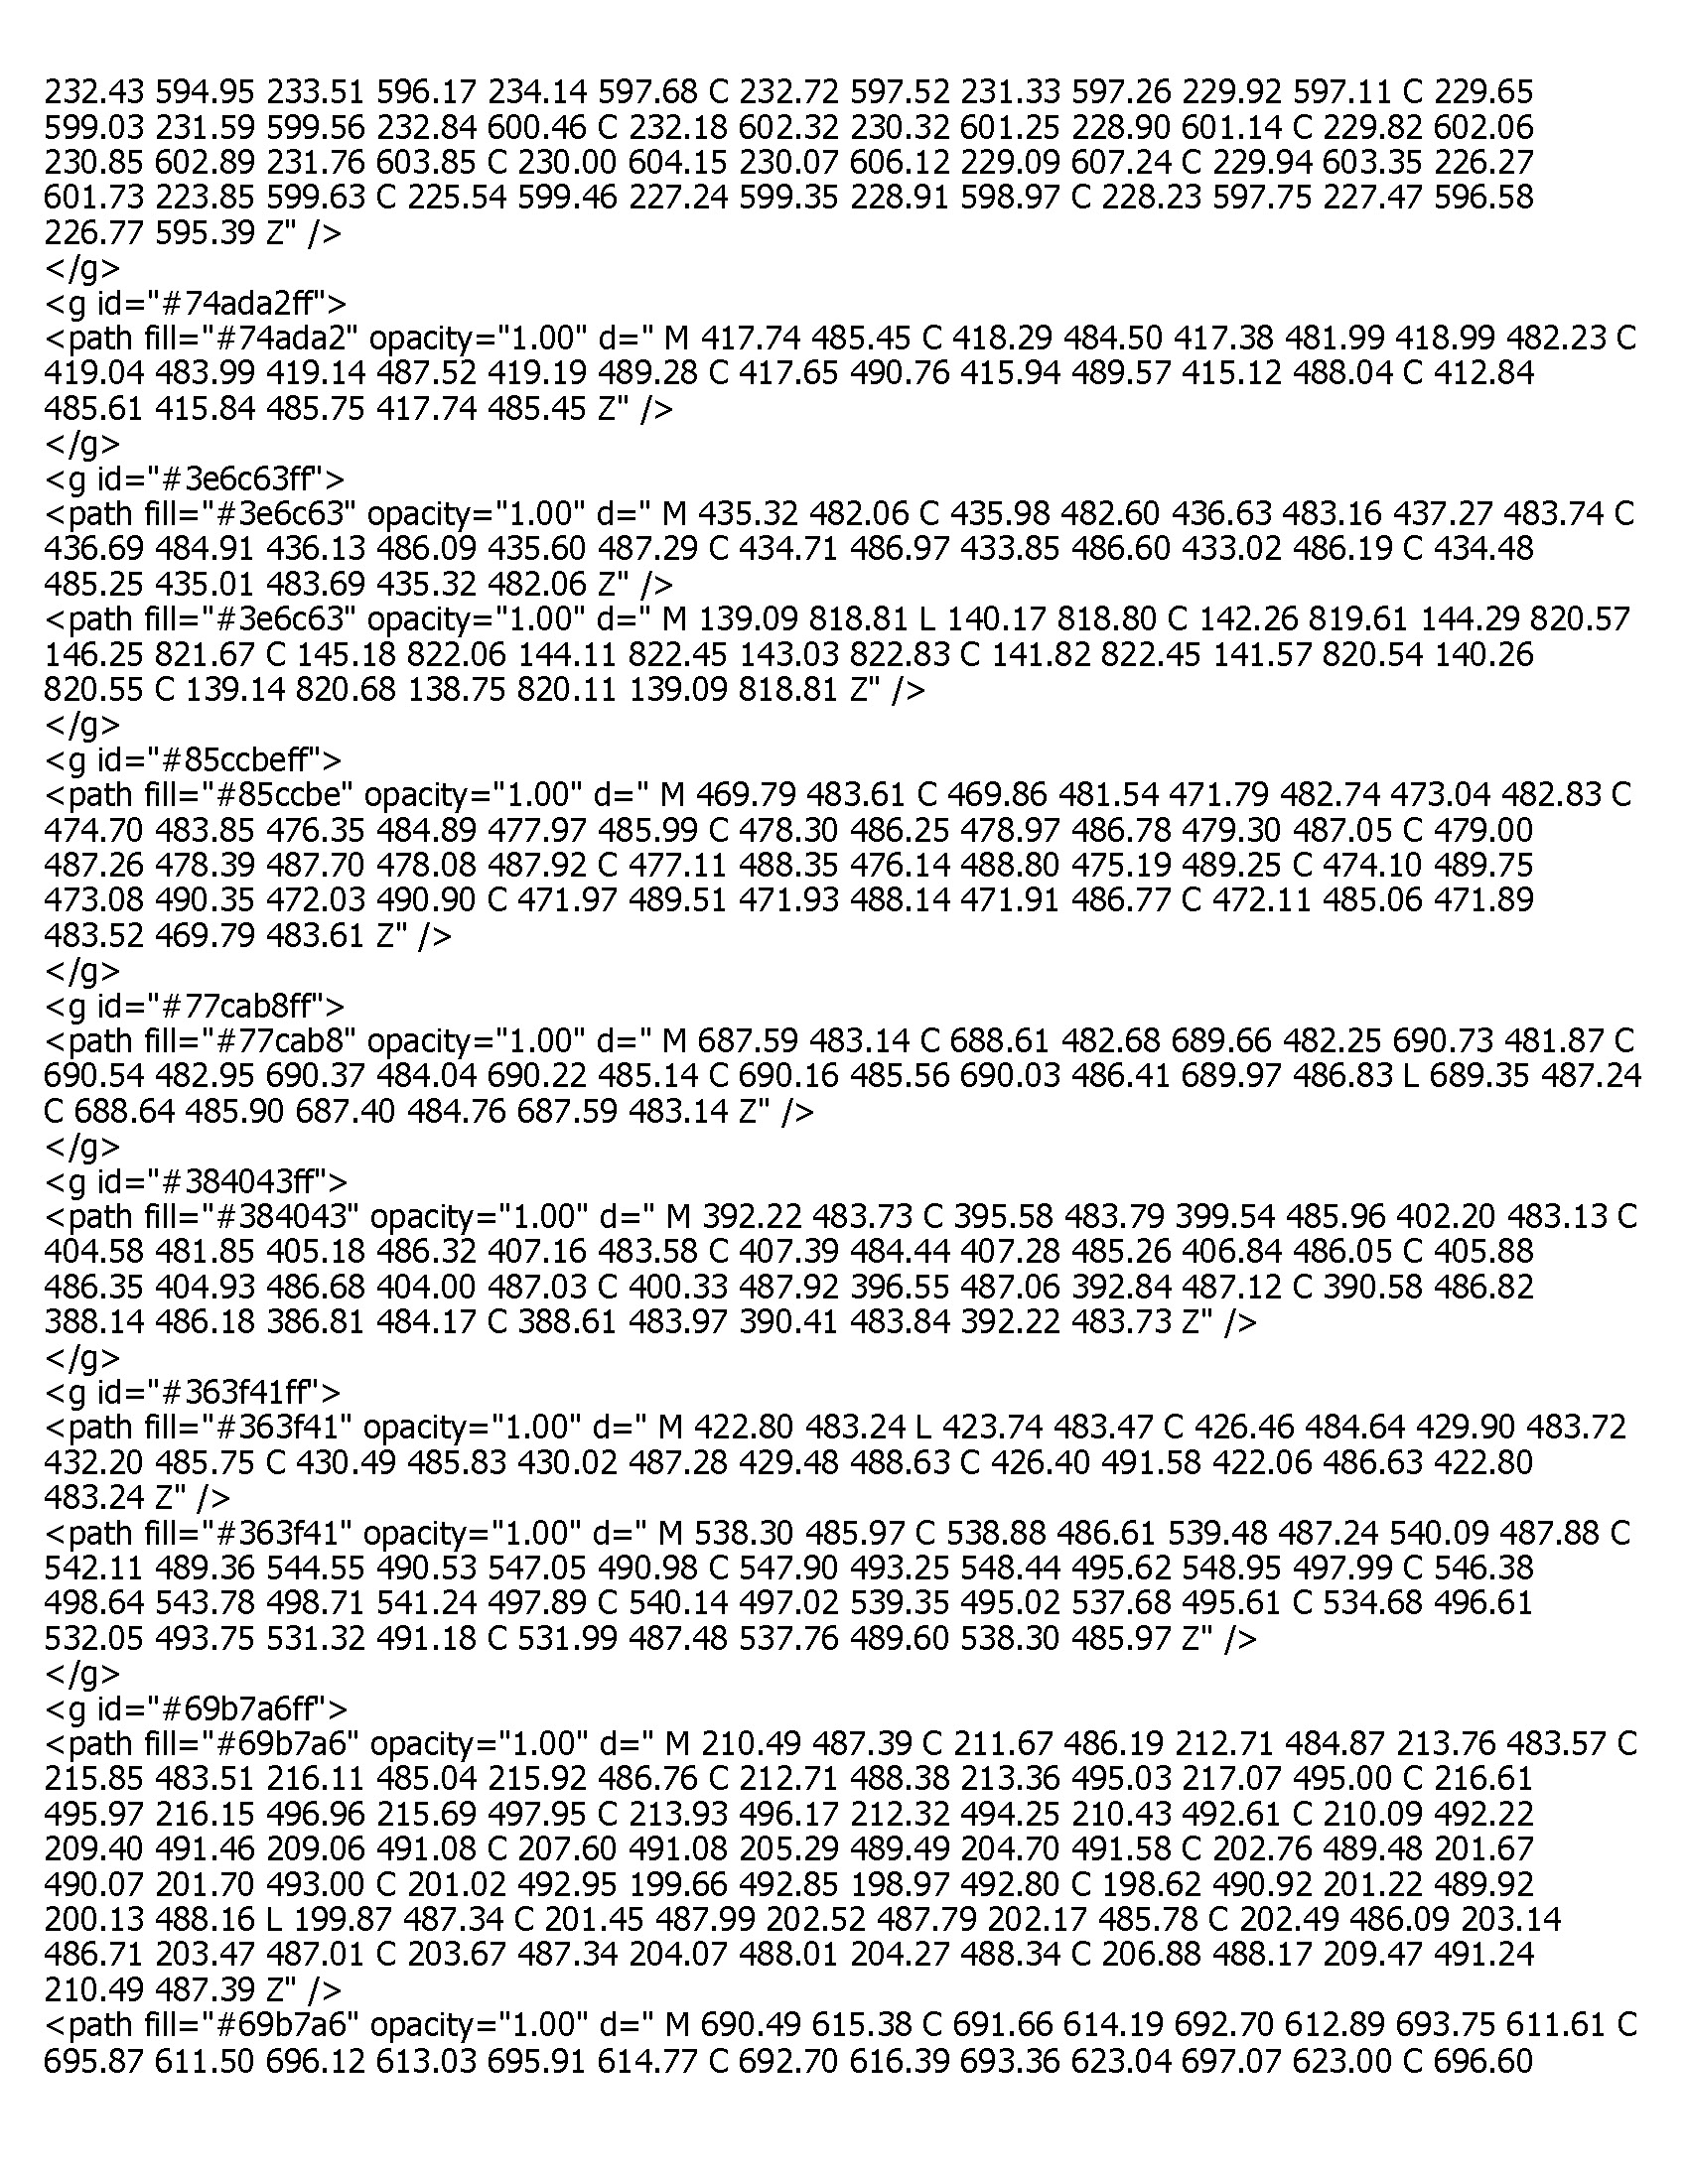 232.43 594.95 233.51 596.17 234.14 597.68 C 232.72 597.52 231.33 597.26 229.92 597.11 C 229.65
599.03 231.59 599.56 232.84 600.46 C 232.18 602.32 230.32 601.25 228.90 601.14 C 229.82 602.06
230.85 602.89 231.76 603.85 C 230.00 604.15 230.07 606.12 229.09 607.24 C 229.94 603.35 226.27
601.73 223.85 599.63 C 225.54 599.46 227.24 599.35 228.91 598.97 C 228.23 597.75 227.47 596.58
226.77 595.39 Z" />
</g>
<g id="#74ada2ff">
<path fill="#74ada2" opacity="1.00" d=" M 417.74 485.45 C 418.29 484.50 417.38 481.99 418.99 482.23 C
419.04 483.99 419.14 487.52 419.19 489.28 C 417.65 490.76 415.94 489.57 415.12 488.04 C 412.84
485.61 415.84 485.75 417.74 485.45 Z" />
</g>
<g id="#3e6c63ff">
<path fill="#3e6c63" opacity="1.00" d=" M 435.32 482.06 C 435.98 482.60 436.63 483.16 437.27 483.74 C
436.69 484.91 436.13 486.09 435.60 487.29 C 434.71 486.97 433.85 486.60 433.02 486.19 C 434.48
485.25 435.01 483.69 435.32 482.06 Z" />
<path fill="#3e6c63" opacity="1.00" d=" M 139.09 818.81 L 140.17 818.80 C 142.26 819.61 144.29 820.57
146.25 821.67 C 145.18 822.06 144.11 822.45 143.03 822.83 C 141.82 822.45 141.57 820.54 140.26
820.55 C 139.14 820.68 138.75 820.11 139.09 818.81 Z" />
</g>
<g id="#85ccbeff">
<path fill="#85ccbe" opacity="1.00" d=" M 469.79 483.61 C 469.86 481.54 471.79 482.74 473.04 482.83 C
474.70 483.85 476.35 484.89 477.97 485.99 C 478.30 486.25 478.97 486.78 479.30 487.05 C 479.00
487.26 478.39 487.70 478.08 487.92 C 477.11 488.35 476.14 488.80 475.19 489.25 C 474.10 489.75
473.08 490.35 472.03 490.90 C 471.97 489.51 471.93 488.14 471.91 486.77 C 472.11 485.06 471.89
483.52 469.79 483.61 Z" />
</g>
<g id="#77cab8ff">
<path fill="#77cab8" opacity="1.00" d=" M 687.59 483.14 C 688.61 482.68 689.66 482.25 690.73 481.87 C
690.54 482.95 690.37 484.04 690.22 485.14 C 690.16 485.56 690.03 486.41 689.97 486.83 L 689.35 487.24
C 688.64 485.90 687.40 484.76 687.59 483.14 Z" />
</g>
<g id="#384043ff">
<path fill="#384043" opacity="1.00" d=" M 392.22 483.73 C 395.58 483.79 399.54 485.96 402.20 483.13 C
404.58 481.85 405.18 486.32 407.16 483.58 C 407.39 484.44 407.28 485.26 406.84 486.05 C 405.88
486.35 404.93 486.68 404.00 487.03 C 400.33 487.92 396.55 487.06 392.84 487.12 C 390.58 486.82
388.14 486.18 386.81 484.17 C 388.61 483.97 390.41 483.84 392.22 483.73 Z" />
</g>
<g id="#363f41ff">
<path fill="#363f41" opacity="1.00" d=" M 422.80 483.24 L 423.74 483.47 C 426.46 484.64 429.90 483.72
432.20 485.75 C 430.49 485.83 430.02 487.28 429.48 488.63 C 426.40 491.58 422.06 486.63 422.80
483.24 Z" />
<path fill="#363f41" opacity="1.00" d=" M 538.30 485.97 C 538.88 486.61 539.48 487.24 540.09 487.88 C
542.11 489.36 544.55 490.53 547.05 490.98 C 547.90 493.25 548.44 495.62 548.95 497.99 C 546.38
498.64 543.78 498.71 541.24 497.89 C 540.14 497.02 539.35 495.02 537.68 495.61 C 534.68 496.61
532.05 493.75 531.32 491.18 C 531.99 487.48 537.76 489.60 538.30 485.97 Z" />
</g>
<g id="#69b7a6ff">
<path fill="#69b7a6" opacity="1.00" d=" M 210.49 487.39 C 211.67 486.19 212.71 484.87 213.76 483.57 C
215.85 483.51 216.11 485.04 215.92 486.76 C 212.71 488.38 213.36 495.03 217.07 495.00 C 216.61
495.97 216.15 496.96 215.69 497.95 C 213.93 496.17 212.32 494.25 210.43 492.61 C 210.09 492.22
209.40 491.46 209.06 491.08 C 207.60 491.08 205.29 489.49 204.70 491.58 C 202.76 489.48 201.67
490.07 201.70 493.00 C 201.02 492.95 199.66 492.85 198.97 492.80 C 198.62 490.92 201.22 489.92
200.13 488.16 L 199.87 487.34 C 201.45 487.99 202.52 487.79 202.17 485.78 C 202.49 486.09 203.14
486.71 203.47 487.01 C 203.67 487.34 204.07 488.01 204.27 488.34 C 206.88 488.17 209.47 491.24
210.49 487.39 Z" />
<path fill="#69b7a6" opacity="1.00" d=" M 690.49 615.38 C 691.66 614.19 692.70 612.89 693.75 611.61 C
695.87 611.50 696.12 613.03 695.91 614.77 C 692.70 616.39 693.36 623.04 697.07 623.00 C 696.60